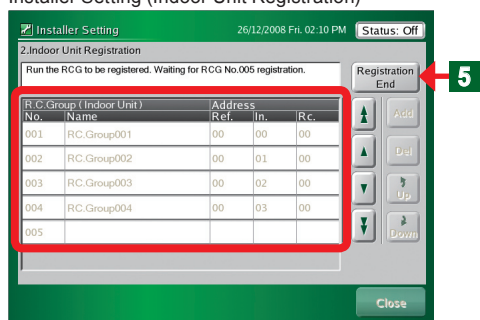 Installer Setting (Indoor Unit Registration)
Installer Setting 26/12/2008 Fri. 02:10 PM Status: Off
2.Indoor Unit Registration
Run the RCG to be registered. Waiting for RCG No.005 registration.
Registration
End
5
R.C.Group ( Indoor Unit ) Address
No. Name Ref. In. Rc.
Add
001 RC.Group001 00 00 00
002 RC.Group002 00 01 00
Del
003 RC.Group003 00 02 00
Up
004 RC.Group004 00 03 00
005
Down
Close